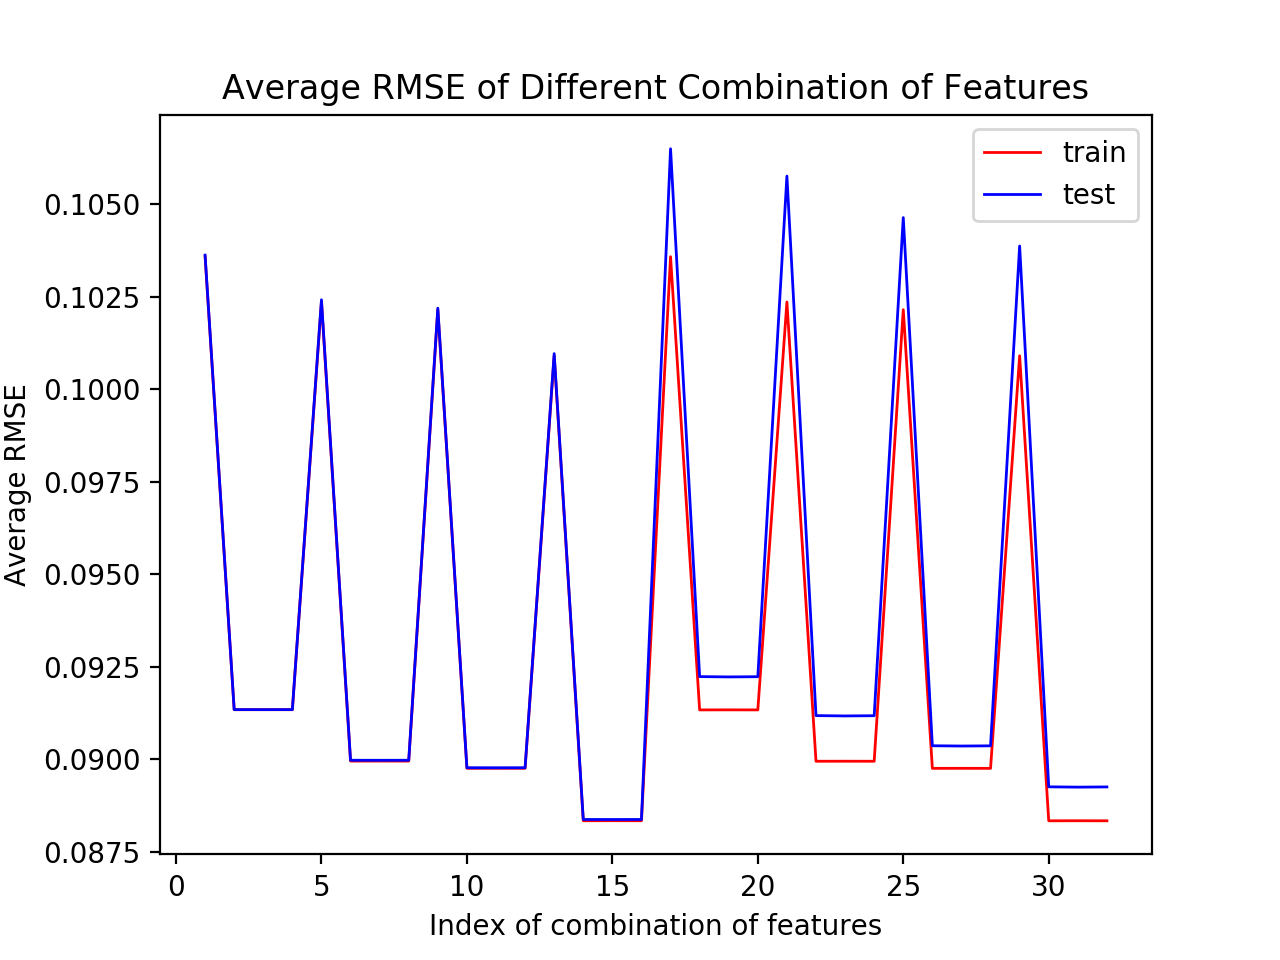 Average RMSE of Different Combination of Features
train
test
0.1050
0.1025
0.1000
0.0975
0.0950
0.0925
0.0900
0.0875
Average RMSE
0 5 10 15 20 25 30
Index of combination of features